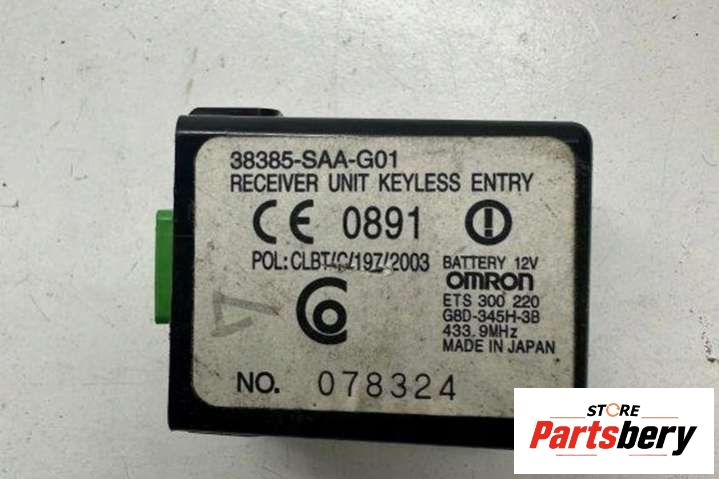 38385-SAA-G01
RECEIVER UNIT KEYLESS ENTRY
CE 0891
POL: CLBT/C/197/2003
BATTERY 12V
OMRON
ETS 300 220
G8D-345H-3B
433.9MHz
MADE IN JAPAN
NO. 078324
STORE
Partsbery